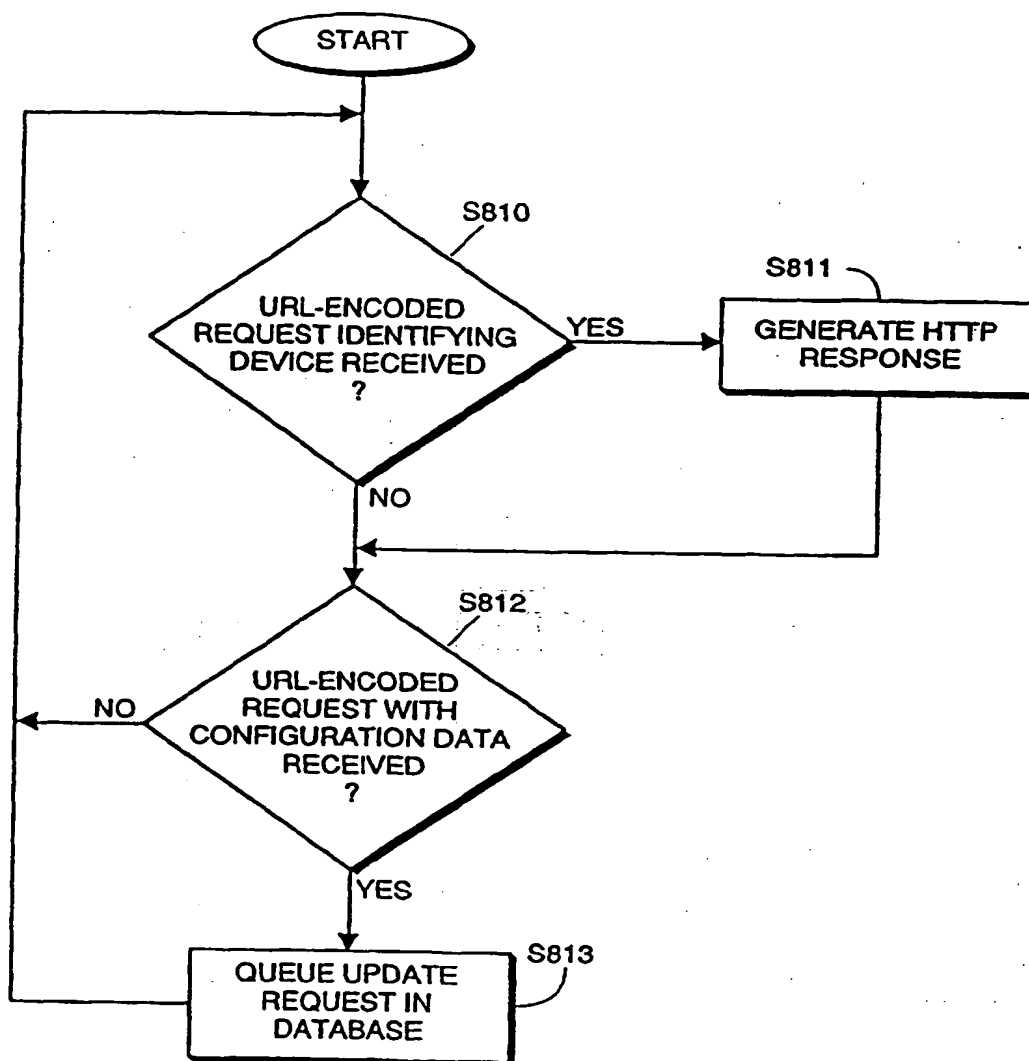 START
S810
URL-ENCODED
REQUEST IDENTIFYING
DEVICE RECEIVED
?
YES
S811
GENERATE HTTP
RESPONSE
NO
S812
URL-ENCODED
REQUEST WITH
CONFIGURATION DATA
RECEIVED
?
NO
YES
S813
QUEUE UPDATE
REQUEST IN
DATABASE